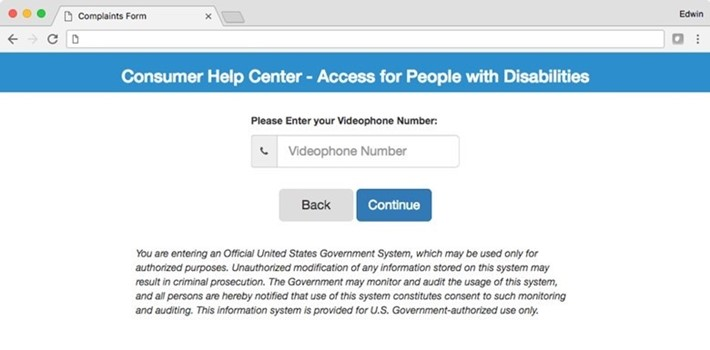 Complaints Form
Edwin
Consumer Help Center - Access for People with Disabilities
Please Enter your Videophone Number:
Videophone Number
Back Continue
You are entering an Official United States Government System, which may be used only for
authorized purposes. Unauthorized modification of any information stored on this system may
result in criminal prosecution. The Government may monitor and audit the usage of this system,
and all persons are hereby notified that use of this system constitutes consent to such monitoring
and auditing. This information system is provided for U.S. Government-authorized use only.